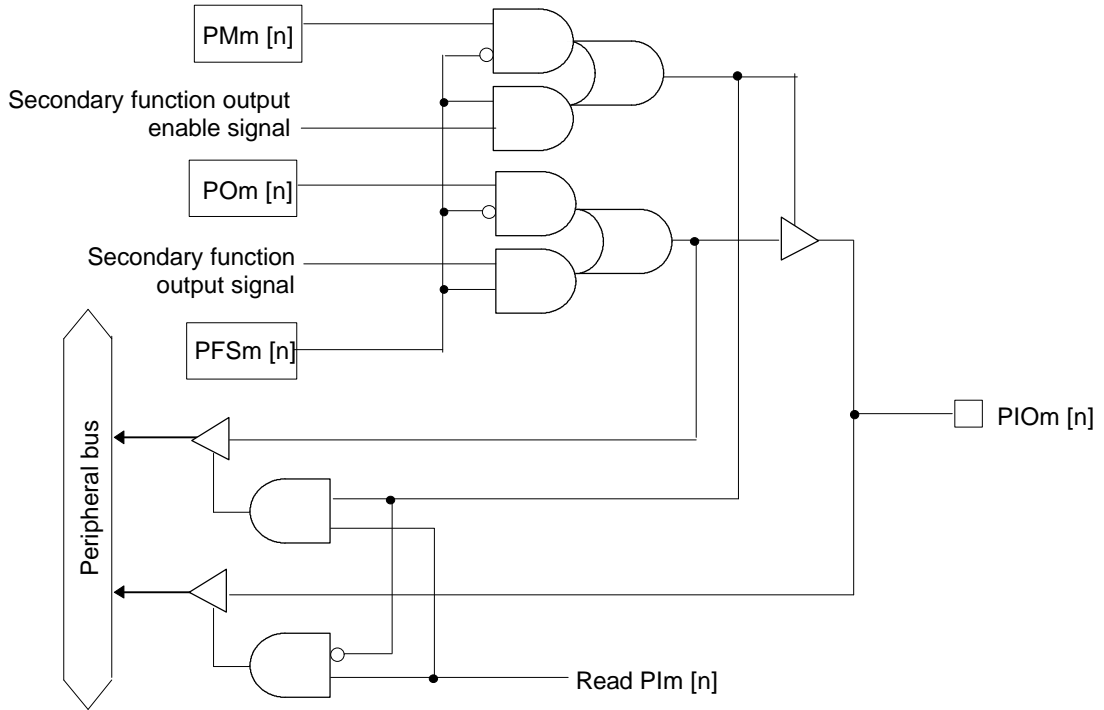 PMm [n]
Secondary function output
enable signal
POm [n]
Secondary function
output signal
PFSm [n]
PIOm [n]
Peripheral bus
Read PIm [n]